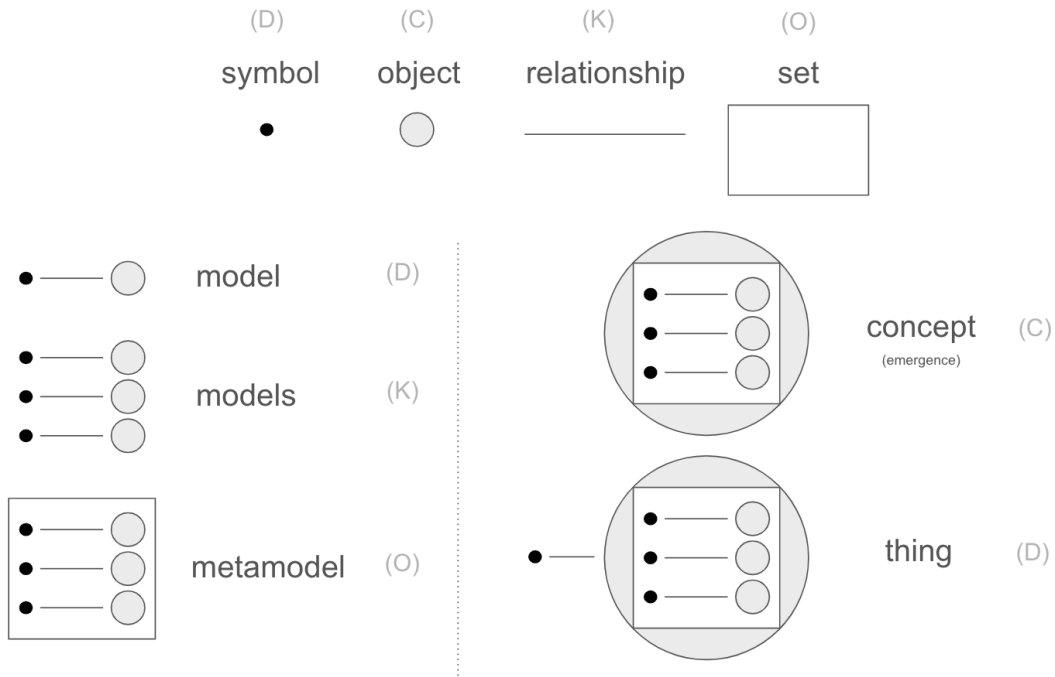 (D) (C) (K) (O)
symbol object relationship set
model (D)
models (K)
metamodel (O)
concept (C)
(emergence)
thing (D)